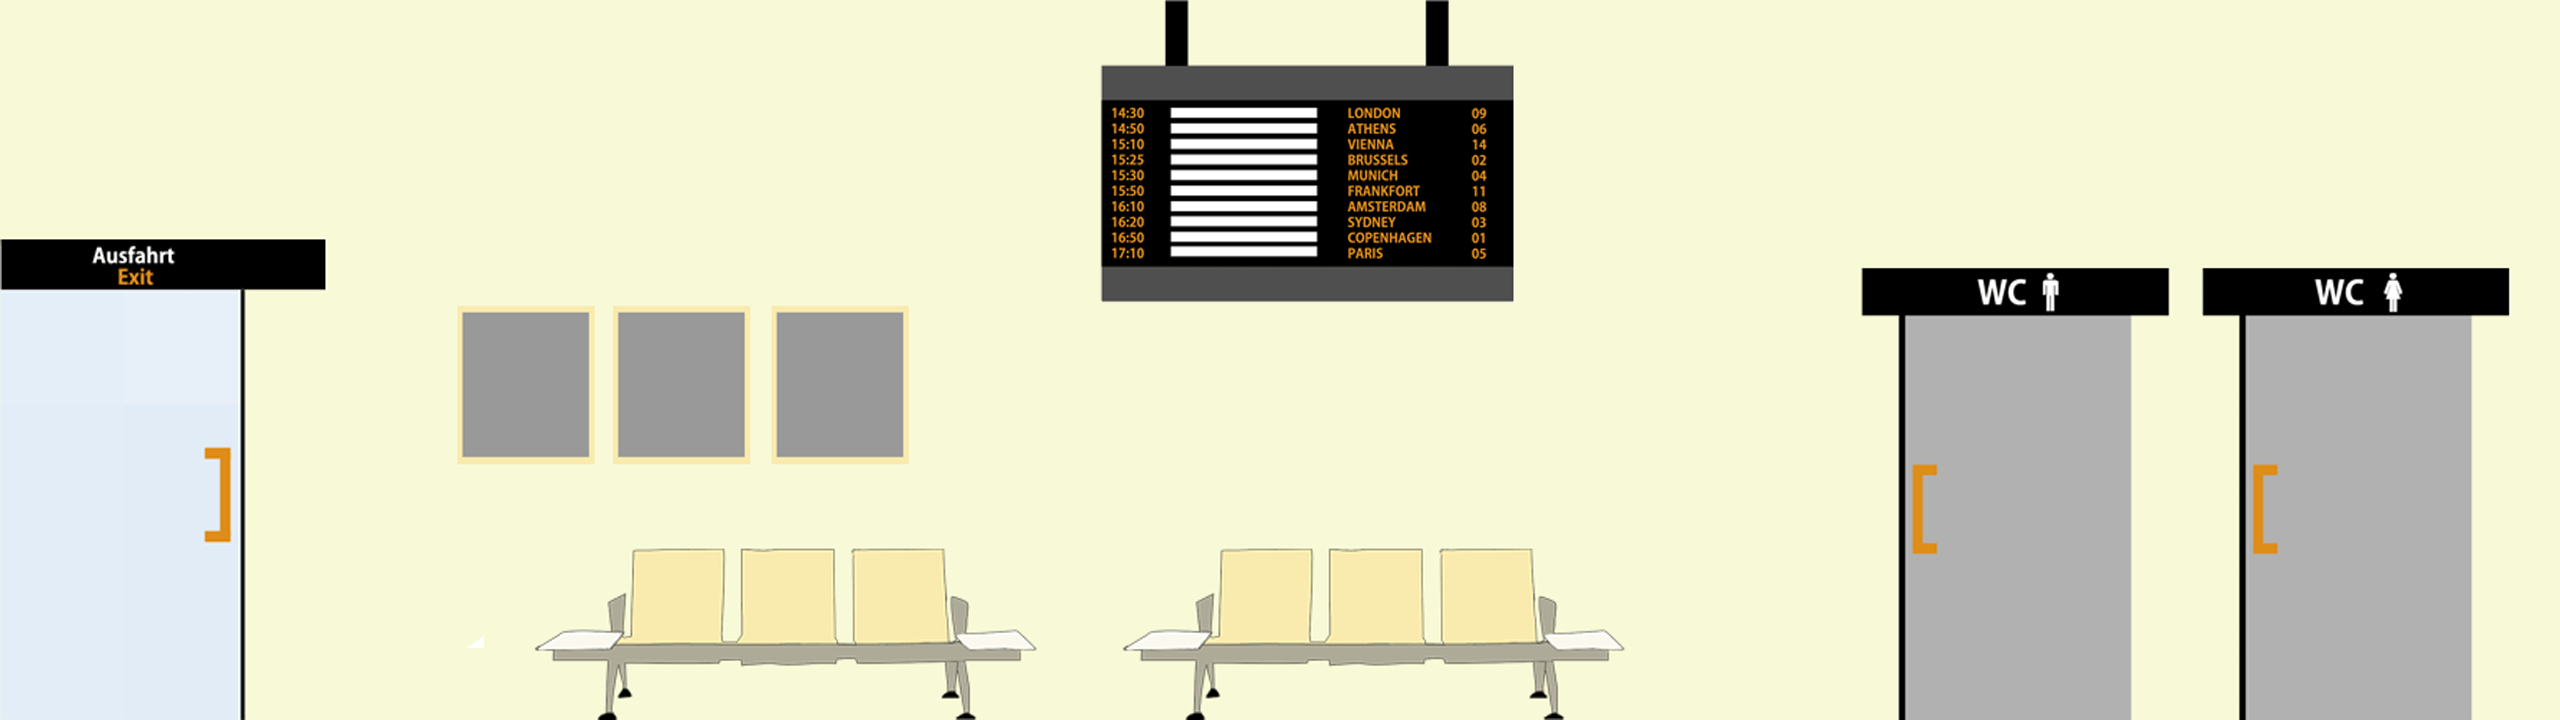 14:30 LONDON 09
14:50 ATHENS 06
15:10 VIENNA 14
15:25 BRUSSELS 02
15:30 MUNICH 04
15:50 FRANKFORT 11
16:10 AMSTERDAM 08
16:20 SYDNEY 03
16:50 COPENHAGEN 01
17:10 PARIS 05
Ausfahrt
Exit
WC
WC